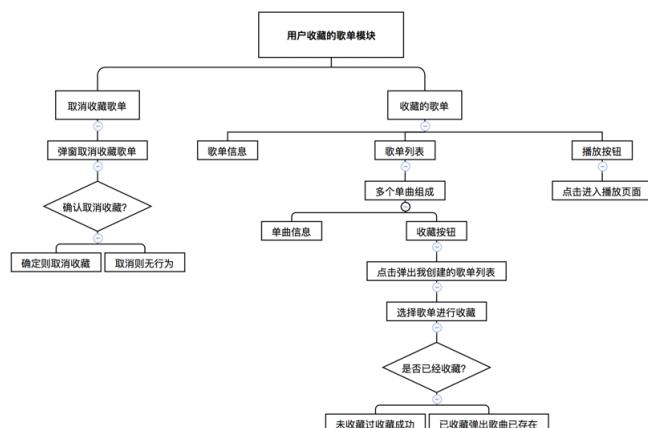 用户收藏的歌单模块
取消收藏歌单
收藏的歌单
弹窗取消收藏歌单
歌单信息
歌单列表
播放按钮
确认取消收藏?
多个单曲组成
点击进入播放页面
单曲信息
收藏按钮
确定则取消收藏
取消则无行为
点击弹出我创建的歌单列表
选择歌单进行收藏
是否已经收藏?
未收藏过收藏成功
已收藏弹出歌曲已存在